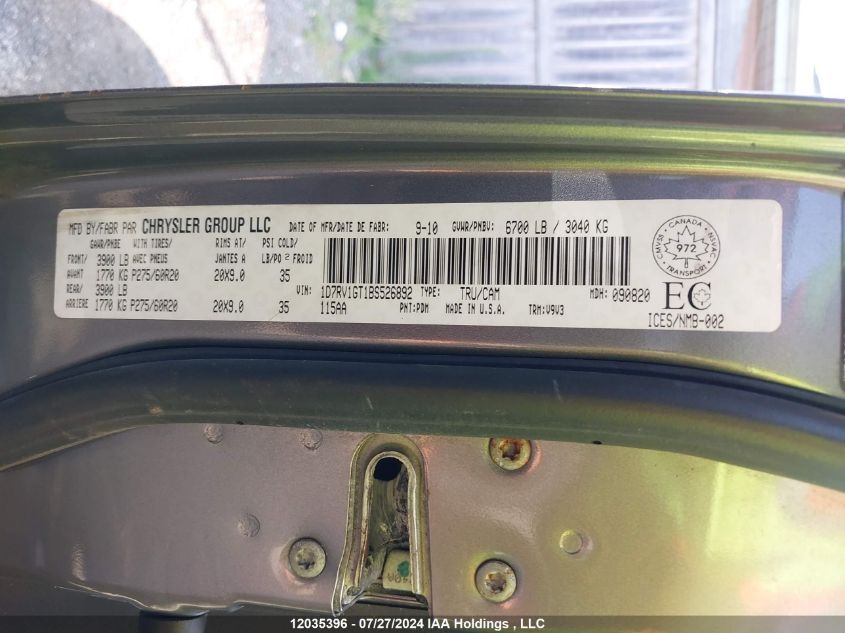 MFD BY/FABR PAR CHRYSLER GROUP LLC DATE OF MFR/DATE DE FABR: 9-10 GVWR/PNBV: 6700 LB / 3040 KG
GAWR/PNBE WITH TIRES/ RIMS AT/ PSI COLD/
FRONT/ 3900 LB AVEC PNEUS JANTES A LB/PO² FROID
AVANT 1770 KG P275/60R20 20X9.0 35
REAR/ 3900 LB
ARRIERE 1770 KG P275/60R20 20X9.0 35
VIN: 1D7RV1GT1BS526892 TYPE: TRU/CAM MDH: 090820
115AA PNT:PDM MADE IN U.S.A. TRM:V9V3
CANADA
CMVSS NSVAC
972
TRANSPORT
EC
ICES/NMB-002
12035396 - 07/27/2024 IAA Holdings, LLC